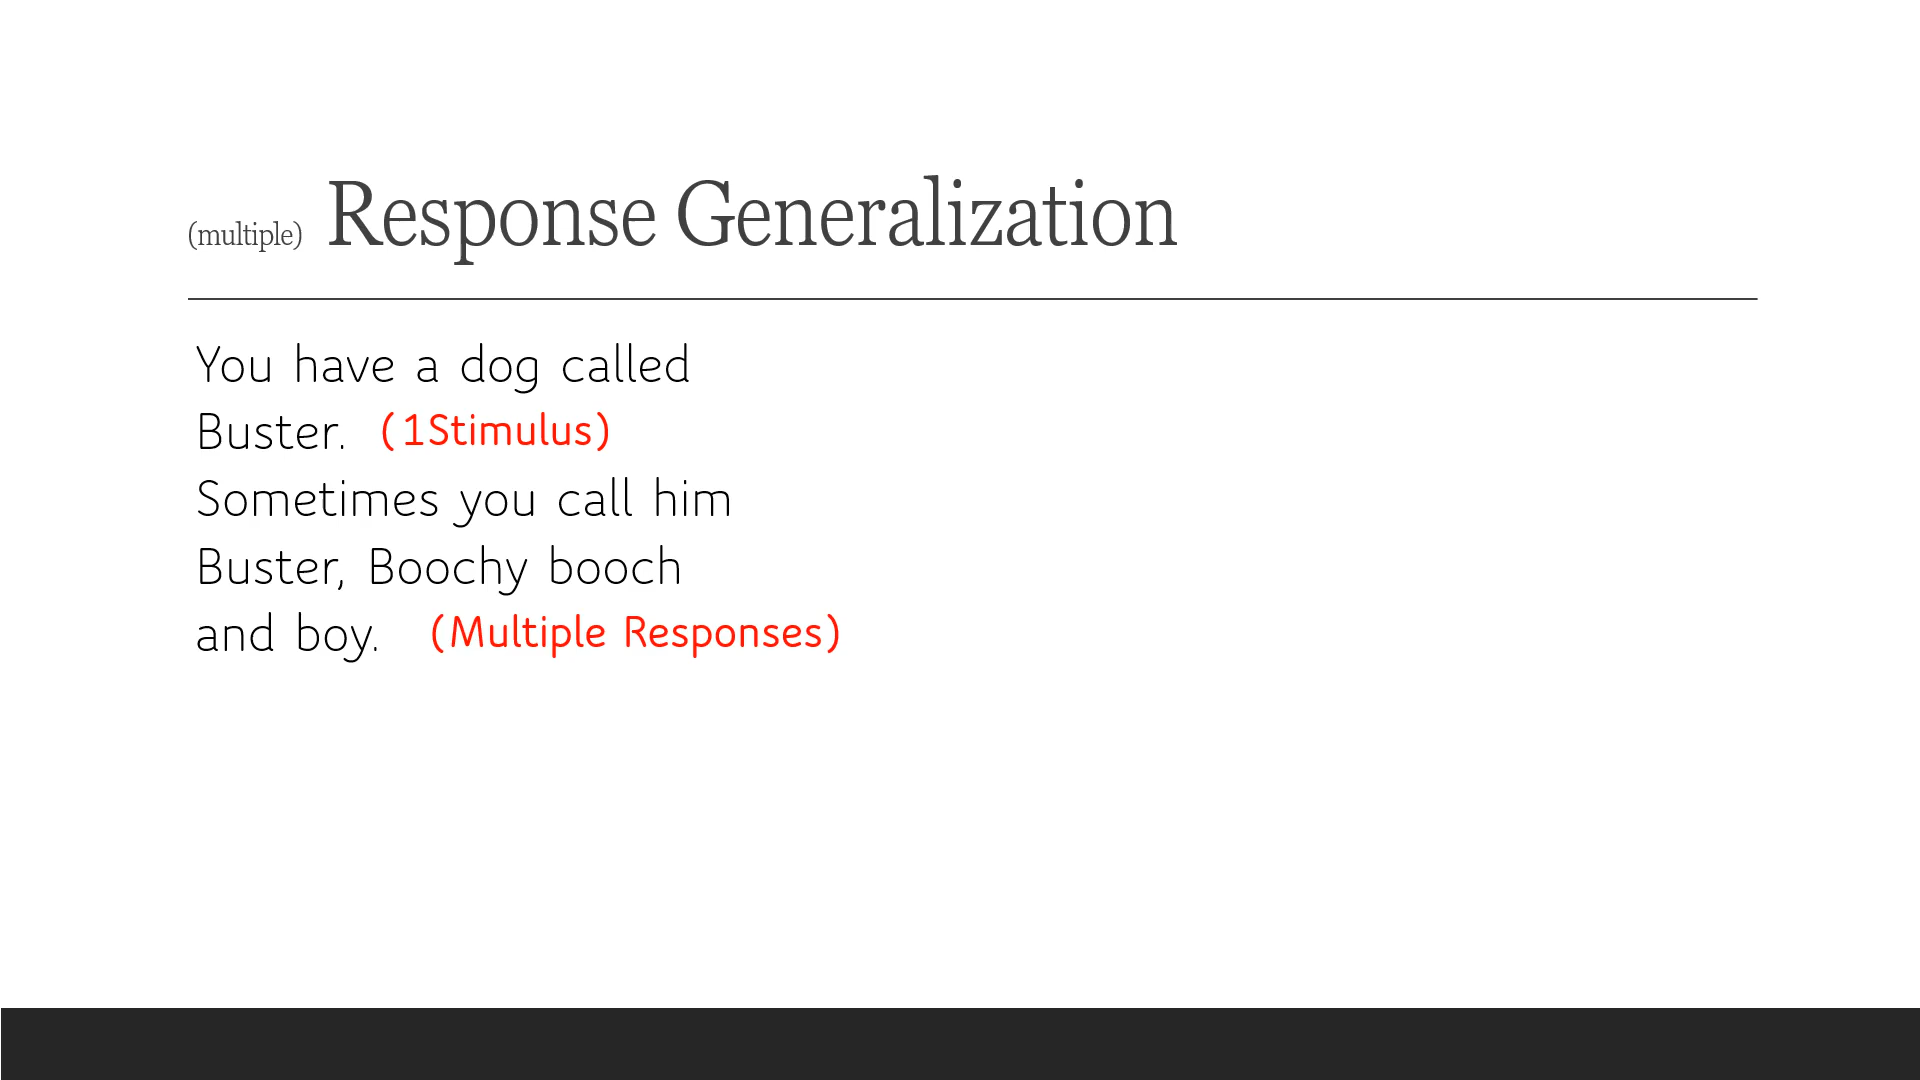 (multiple) Response Generalization
You have a dog called
Buster. (1Stimulus)
Sometimes you call him
Buster, Boochy booch
and boy. (Multiple Responses)